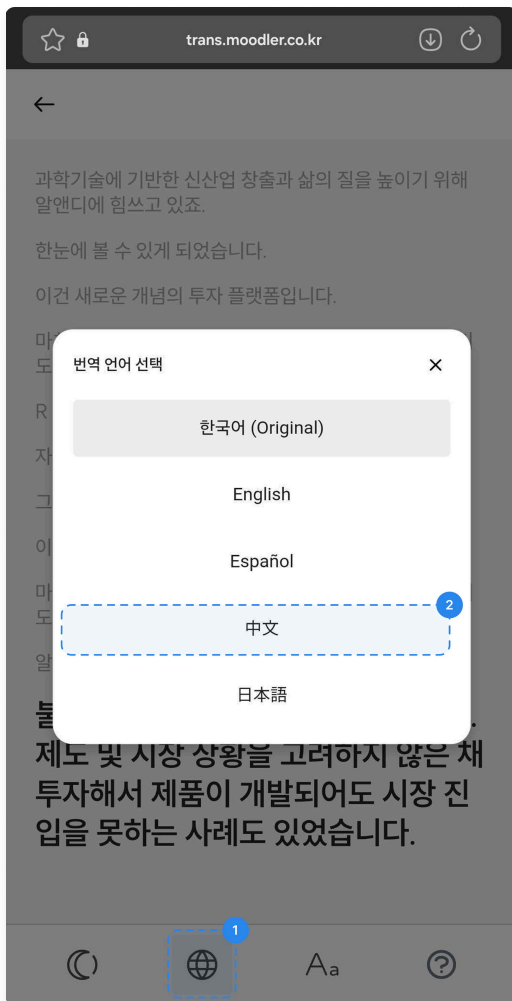 trans.moodler.co.kr
과학기술에 기반한 신산업 창출과 삶의 질을 높이기 위해
알앤디에 힘쓰고 있죠.
한눈에 볼 수 있게 되었습니다.
이건 새로운 개념의 투자 플랫폼입니다.
번역 언어 선택
한국어 (Original)
English
Español
2
中文
日本語
제도 및 시장 상황을 고려하지 않은 채
투자해서 제품이 개발되어도 시장 진
입을 못하는 사례도 있었습니다.
1
Aa